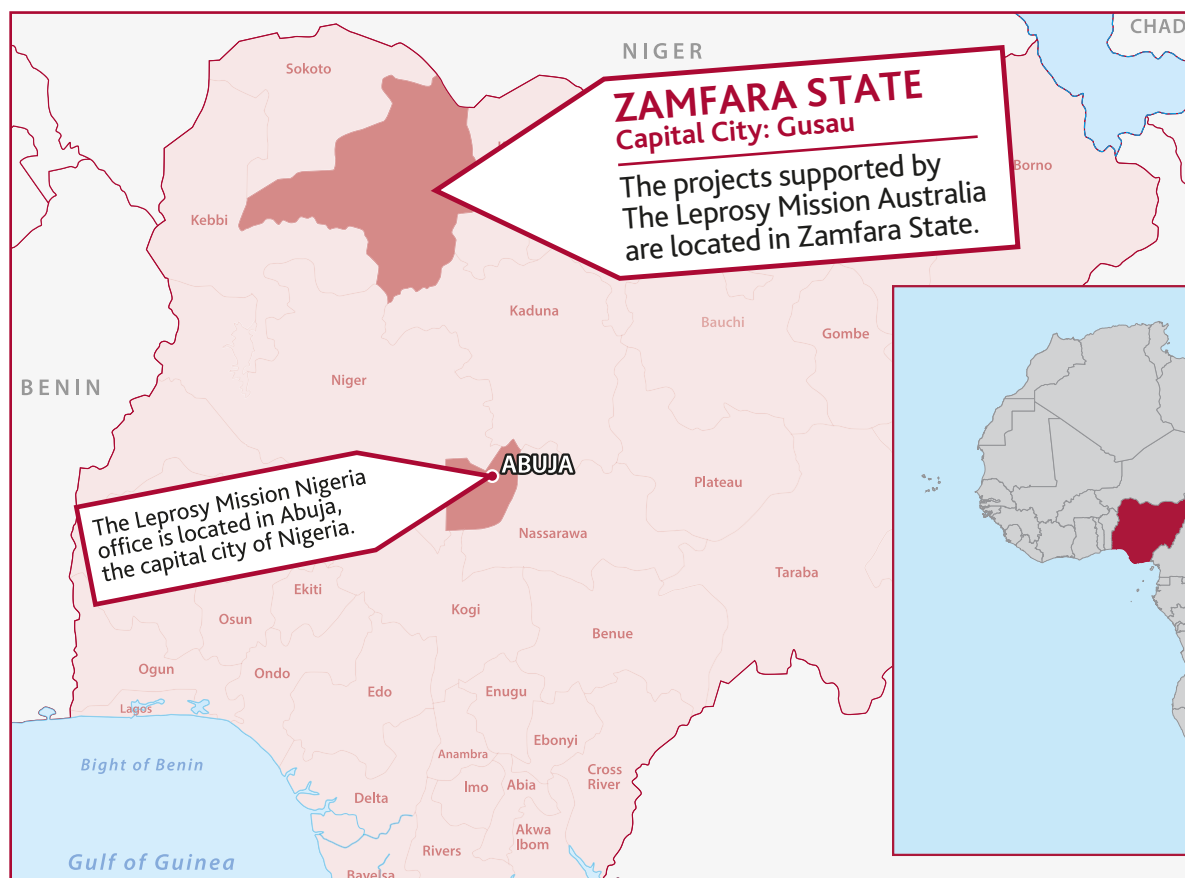 CHAD
NIGER
Sokoto
ZAMFARA STATE
Capital City: Gusau
The projects supported by
The Leprosy Mission Australia
are located in Zamfara State.
Borno
Kebbi
Kaduna
Bauchi
Gombe
Niger
BENIN
ABUJA
The Leprosy Mission Nigeria
office is located in Abuja,
the capital city of Nigeria.
Plateau
Nassarawa
Taraba
Ekiti
Kogi
Osun
Benue
Ogun
Ondo
Edo
Enugu
Lagos
Ebonyi
Anambra
Bight of Benin
Cross
River
Imo
Abia
Delta
Akwa
Ibom
Rivers
Gulf of Guinea
Bayelsa